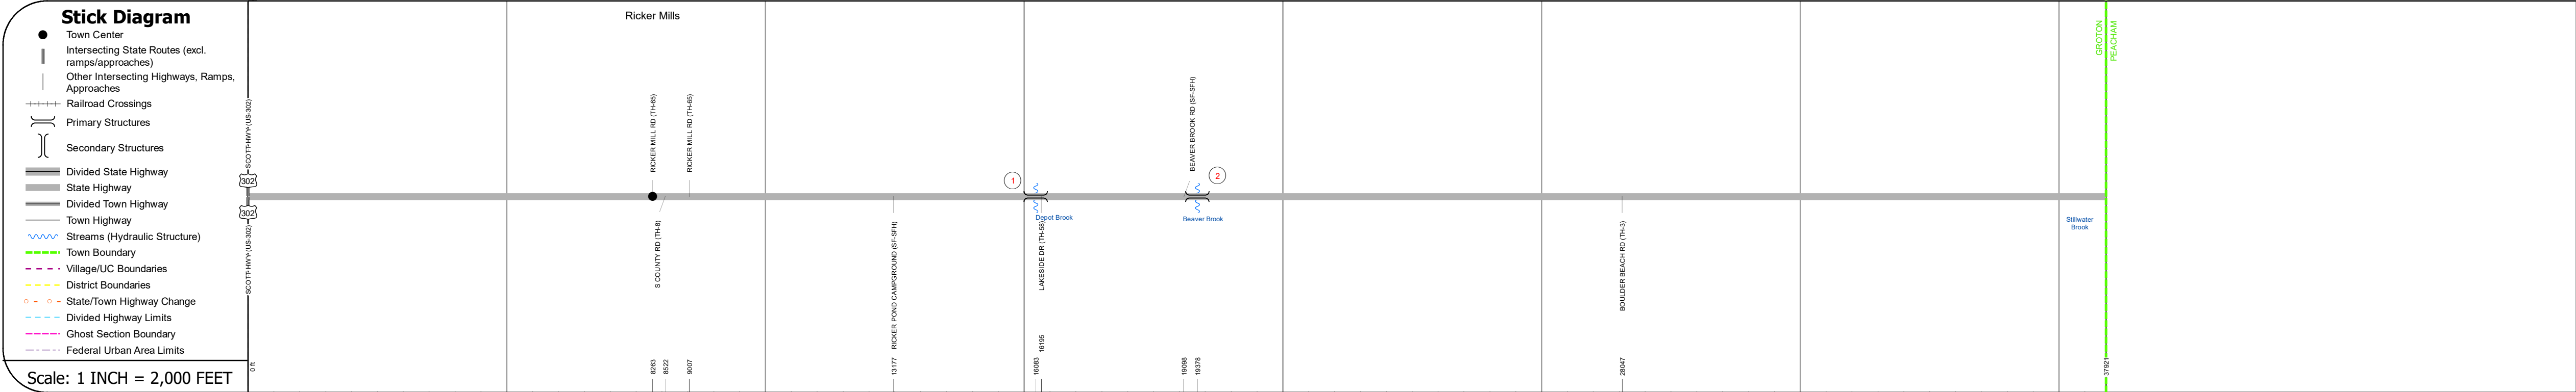 Stick Diagram
Town Center
Intersecting State Routes (excl.
ramps/approaches)
Other Intersecting Highways, Ramps,
Approaches
Railroad Crossings
Primary Structures
Secondary Structures
Divided State Highway
State Highway
Divided Town Highway
Town Highway
Streams (Hydraulic Structure)
Town Boundary
Village/UC Boundaries
District Boundaries
State/Town Highway Change
Divided Highway Limits
Ghost Section Boundary
Federal Urban Area Limits
Scale: 1 INCH = 2,000 FEET
SCOTT HWY (US-302)
302
302
SCOTT HWY (US-302)
0 ft
Ricker Mills
RICKER MILL RD (TH-65)
RICKER MILL RD (TH-65)
S COUNTY RD (TH-8)
8263
8522
9007
RICKER POND CAMPGROUND (SF-SFH)
13177
1
Depot Brook
LAKESIDE DR (TH-58)
16083
16195
BEAVER BROOK RD (SF-SFH)
2
Beaver Brook
19098
19378
BOULDER BEACH RD (TH-3)
28047
Stillwater
Brook
GROTON
PEACHAM
37921